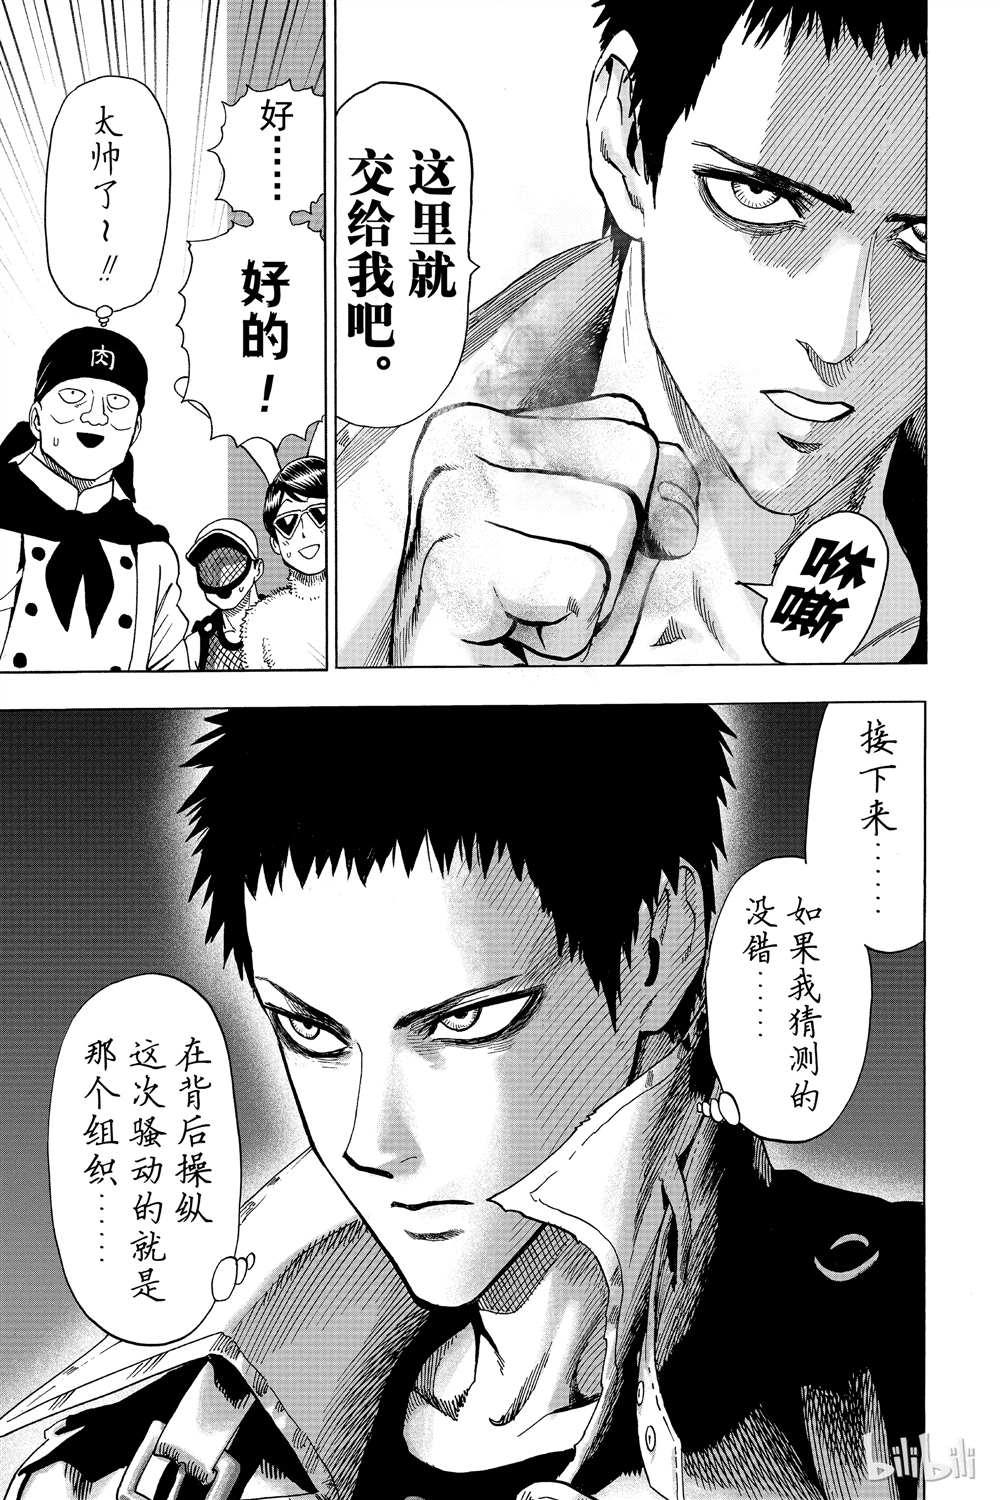 这里就
交给我吧。
咻
嘶
好……
好的！
太帅了～!!
肉
接下来……
如果我猜测的
没错……
在背后操纵
这次骚动的就是
那个组织……
bilibili
bilibili